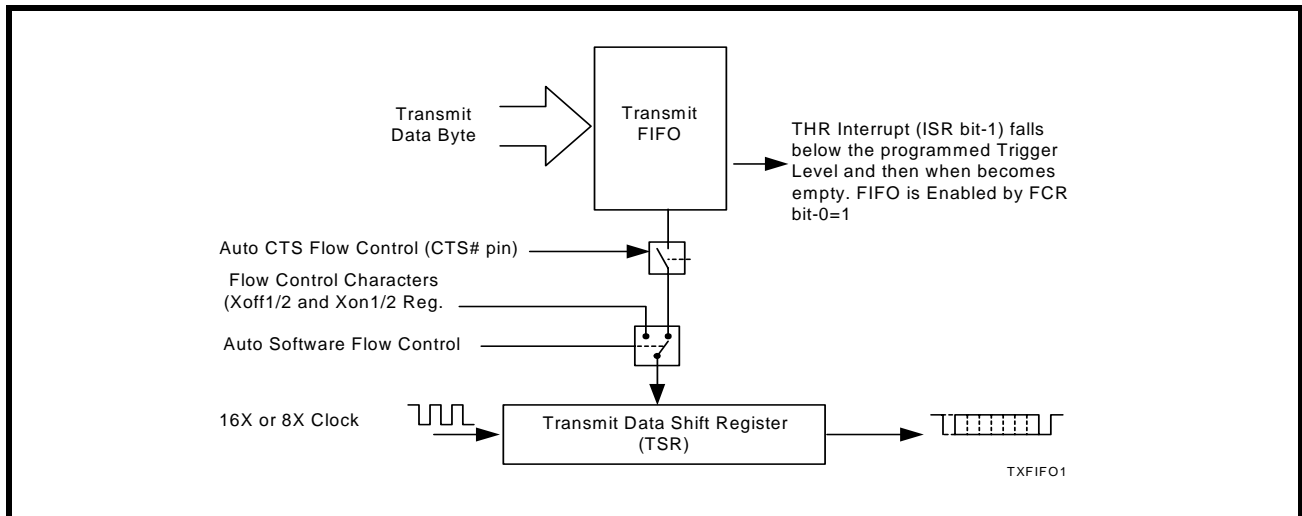 Transmit
FIFO
Transmit
Data Byte
THR Interrupt (ISR bit-1) falls
below the programmed Trigger
Level and then when becomes
empty. FIFO is Enabled by FCR
bit-0=1
Auto CTS Flow Control (CTS# pin)
Flow Control Characters
(Xoff1/2 and Xon1/2 Reg.
Auto Software Flow Control
16X or 8X Clock
Transmit Data Shift Register
(TSR)
TXFIFO1